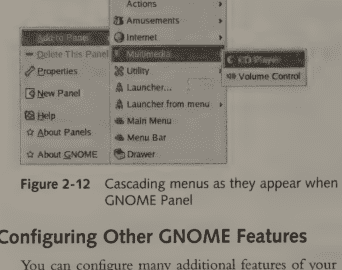 Actions
Amusements
Internet
Add to Panel
Delete This Panel
Properties
New Panel
Help
About Panels
About GNOME
Multimedia
Utility
Launcher...
Launcher from menu
Main Menu
Menu Bar
Drawer
CD Player
Volume Control
Figure 2-12 Cascading menus as they appear when
GNOME Panel
Configuring Other GNOME Features
You can configure many additional features of your